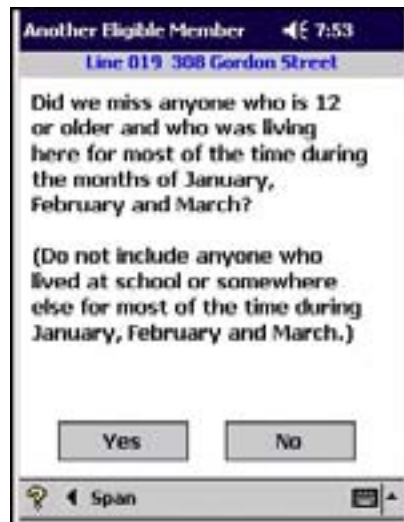 Another Eligible Member 7:53
Line 019 308 Gordon Street
Did we miss anyone who is 12
or older and who was living
here for most of the time during
the months of January,
February and March?
(Do not include anyone who
lived at school or somewhere
else for most of the time during
January, February and March.)
Yes No
Span